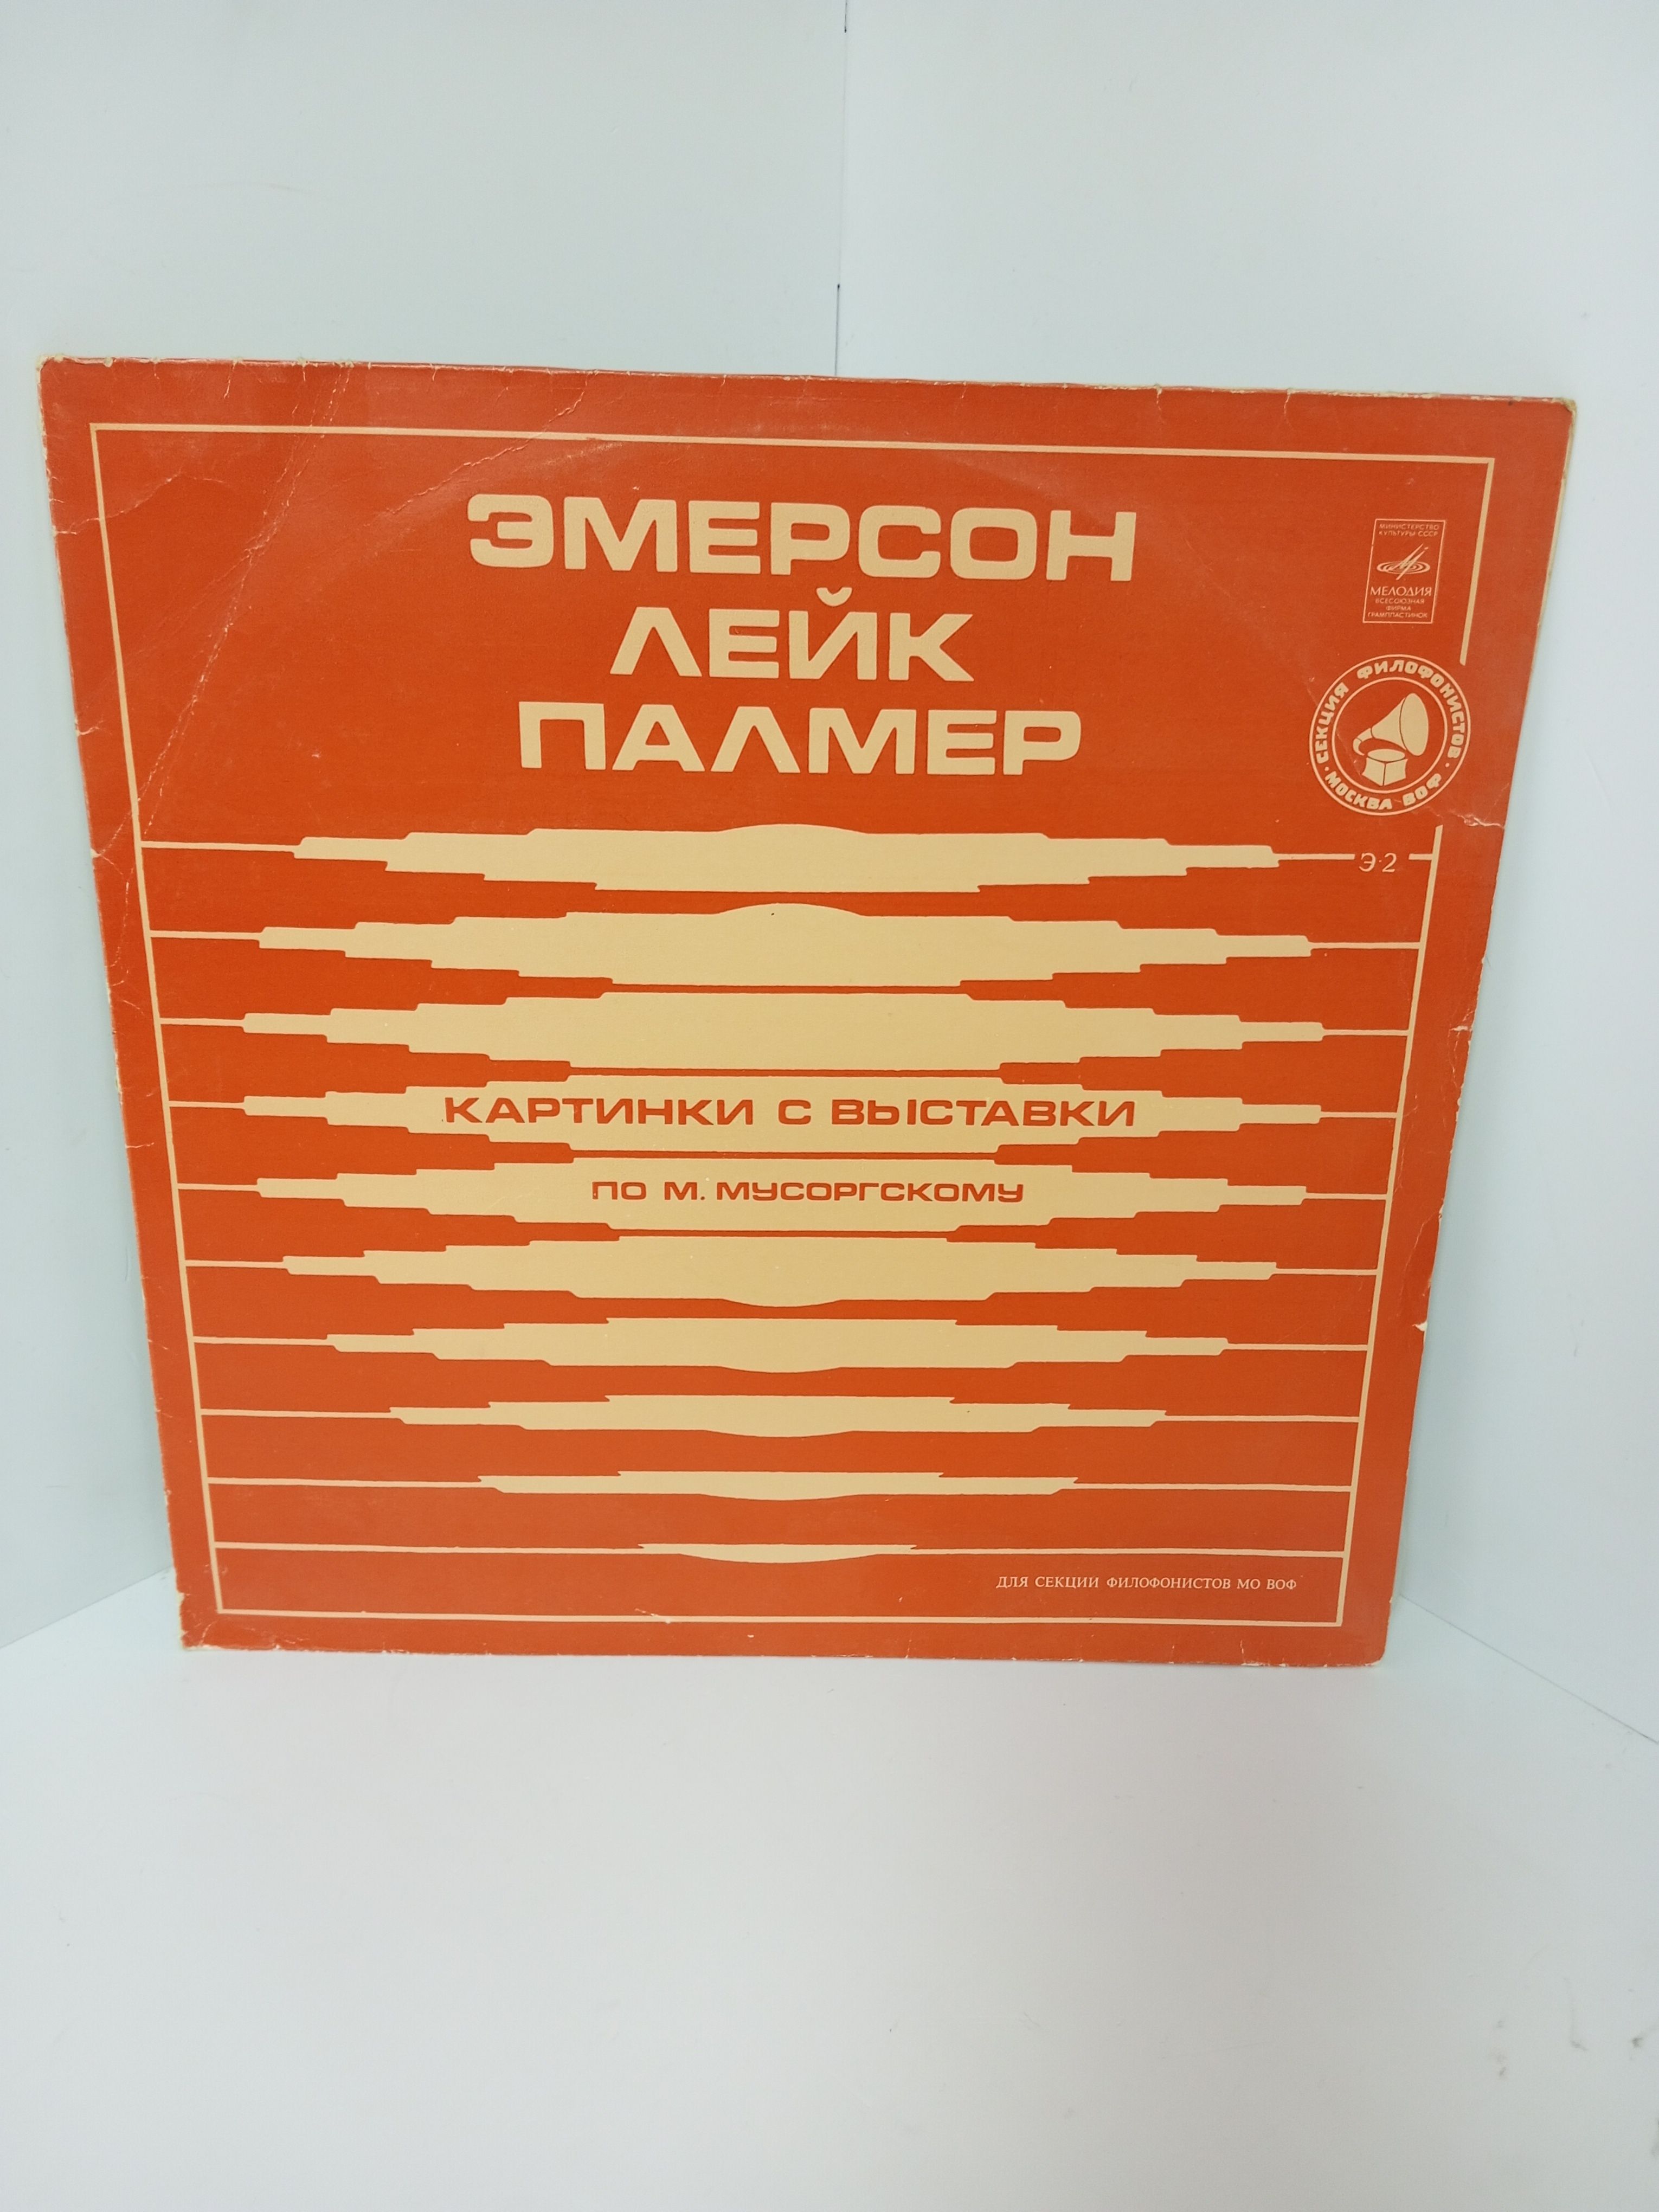 ЭМЕРСОН
ЛЕЙК
ПАЛМЕР
МИНИСТЕРСТВО
КУЛЬТУРЫ СССР
МЕЛОДИЯ
ВСЕСОЮЗНАЯ
ФИРМА
ГРАМПЛАСТИНОК
СЕКЦИЯ ФИЛОФОНИСТОВ
· МОСКВА ВОФ ·
Э·2
КАРТИНКИ С ВЫСТАВКИ
ПО М. МУСОРГСКОМУ
ДЛЯ СЕКЦИИ ФИЛОФОНИСТОВ МО ВОФ